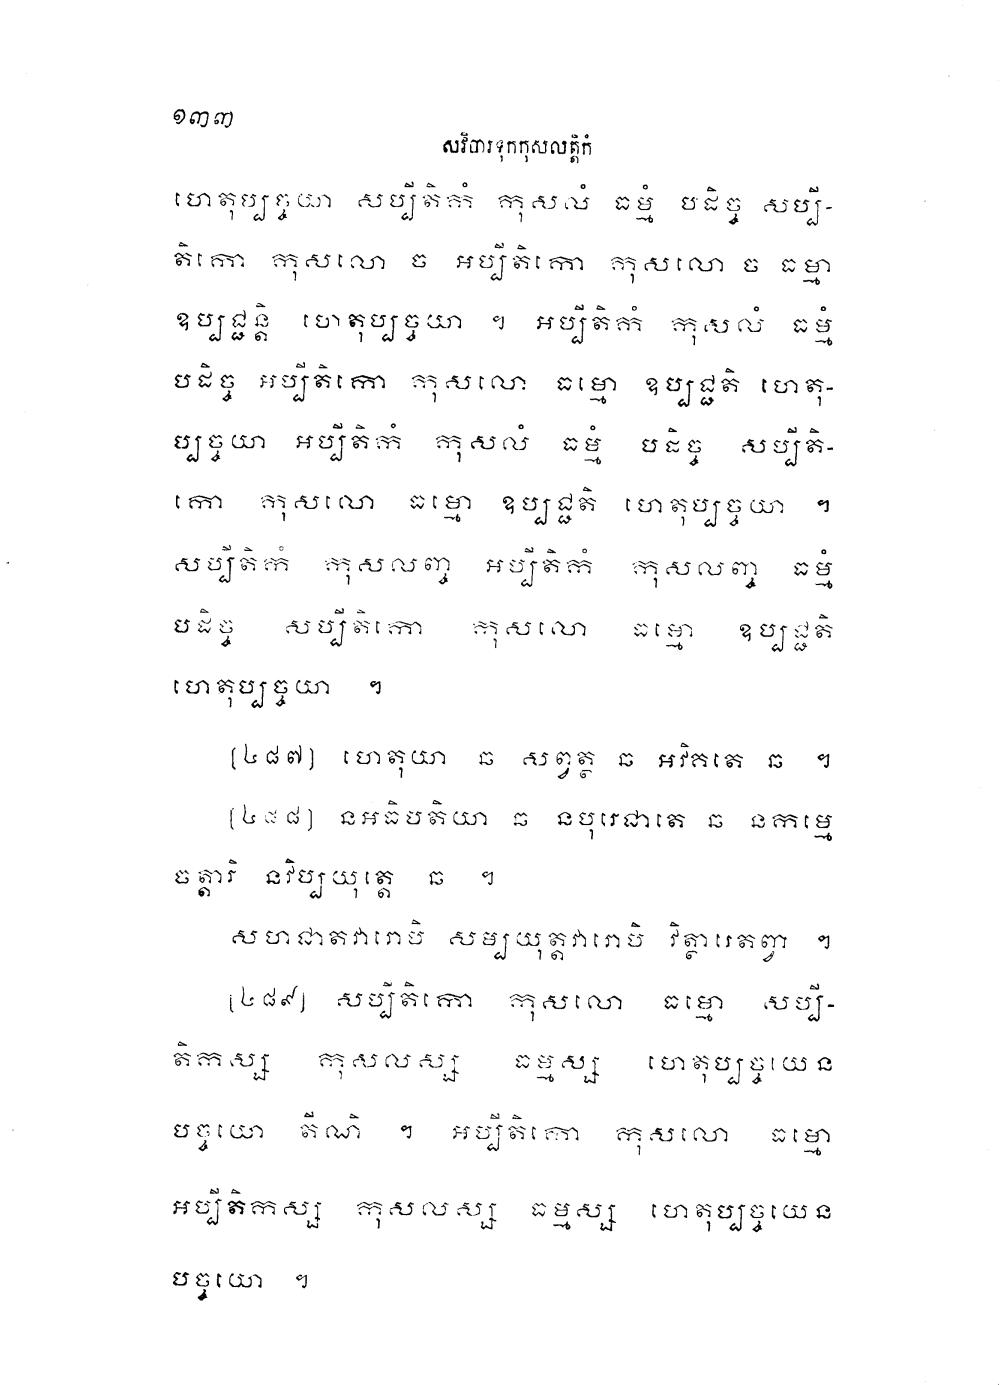 ១៣៣
សវិចារទុកកុសលត្តិកំ
ហេតុប្បច្ចយា សប្បីតិកំ កុសលំ ធម្មំ បដិច្ច សប្បី-
តិកោ កុសលោ ច អប្បីតិកោ កុសលោ ច ធម្មា
ឧប្បជ្ជន្តិ ហេតុប្បច្ចយា ។ អប្បីតិកំ កុសលំ ធម្មំ
បដិច្ច អប្បីតិកោ កុសលោ ធម្មោ ឧប្បជ្ជតិ ហេតុ-
ប្បច្ចយា អប្បីតិកំ កុសលំ ធម្មំ បដិច្ច សប្បីតិ-
កោ កុសលោ ធម្មោ ឧប្បជ្ជតិ ហេតុប្បច្ចយា ។
សប្បីតិកំ កុសលញ្ច អប្បីតិកំ កុសលញ្ច ធម្មំ
បដិច្ច សប្បីតិកោ កុសលោ ធម្មោ ឧប្បជ្ជតិ
ហេតុប្បច្ចយា ។
[៤៨៧] ហេតុយា ឆ សព្វត្ថ ឆ អវិគតេ ឆ ។
[៤៨៨] នអធិបតិយា ឆ នបុរេជាតេ ឆ នកម្មេ
ចត្តារិ នវិប្បយុត្តេ ឆ ។
សហជាតវារោបិ សម្បយុត្តវារោបិ វិត្ថារេតព្វា ។
[៤៨៩] សប្បីតិកោ កុសលោ ធម្មោ សប្បី-
តិកស្ស កុសលស្ស ធម្មស្ស ហេតុប្បច្ចយេន
បច្ចយោ តីណិ ។ អប្បីតិកោ កុសលោ ធម្មោ
អប្បីតិកស្ស កុសលស្ស ធម្មស្ស ហេតុប្បច្ចយេន
បច្ចយោ ។